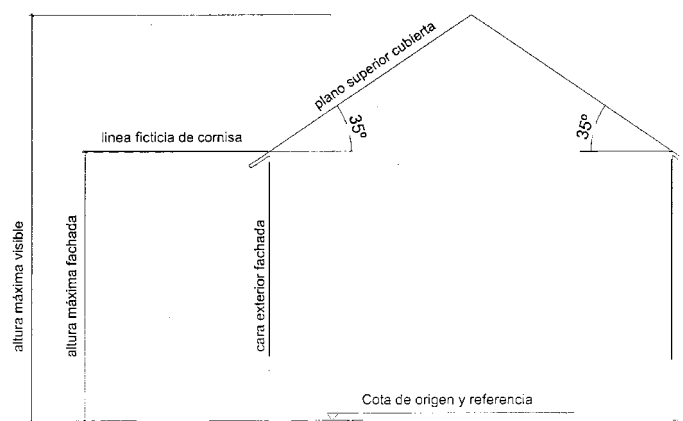 plano superior cubierta
linea ficticia de cornisa
35º
35º
altura máxima visible
altura máxima fachada
cara exterior fachada
Cota de origen y referencia